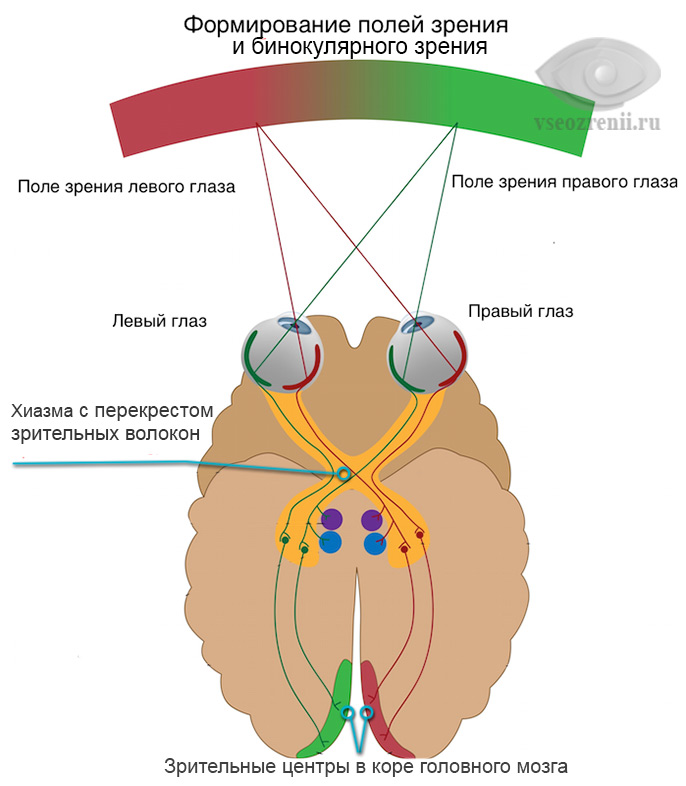 Формирование полей зрения
и бинокулярного зрения
vseozrenii.ru
Поле зрения левого глаза
Поле зрения правого глаза
Левый глаз
Правый глаз
Хиазма с перекрестом
зрительных волокон
Зрительные центры в коре головного мозга